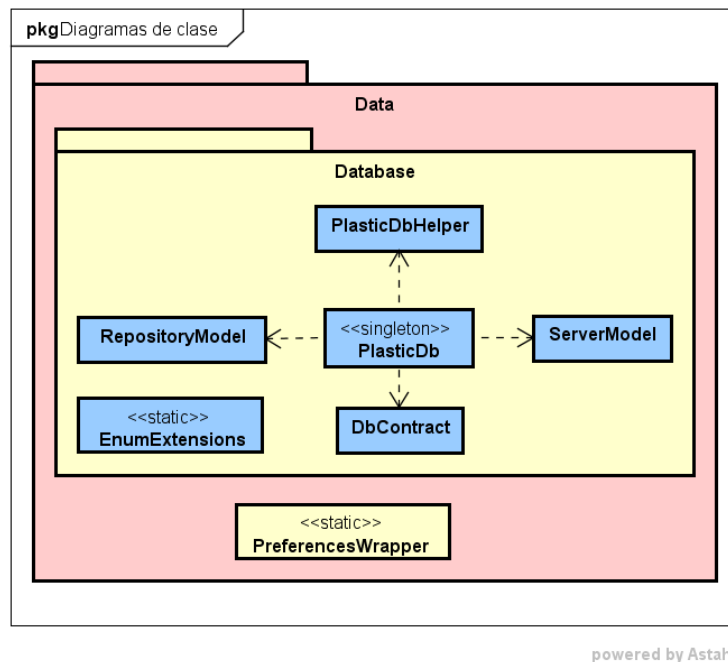 pkgDiagramas de clase
Data
Database
PlasticDbHelper
RepositoryModel
<<singleton>>
PlasticDb
ServerModel
<<static>>
EnumExtensions
DbContract
<<static>>
PreferencesWrapper
powered by Astah